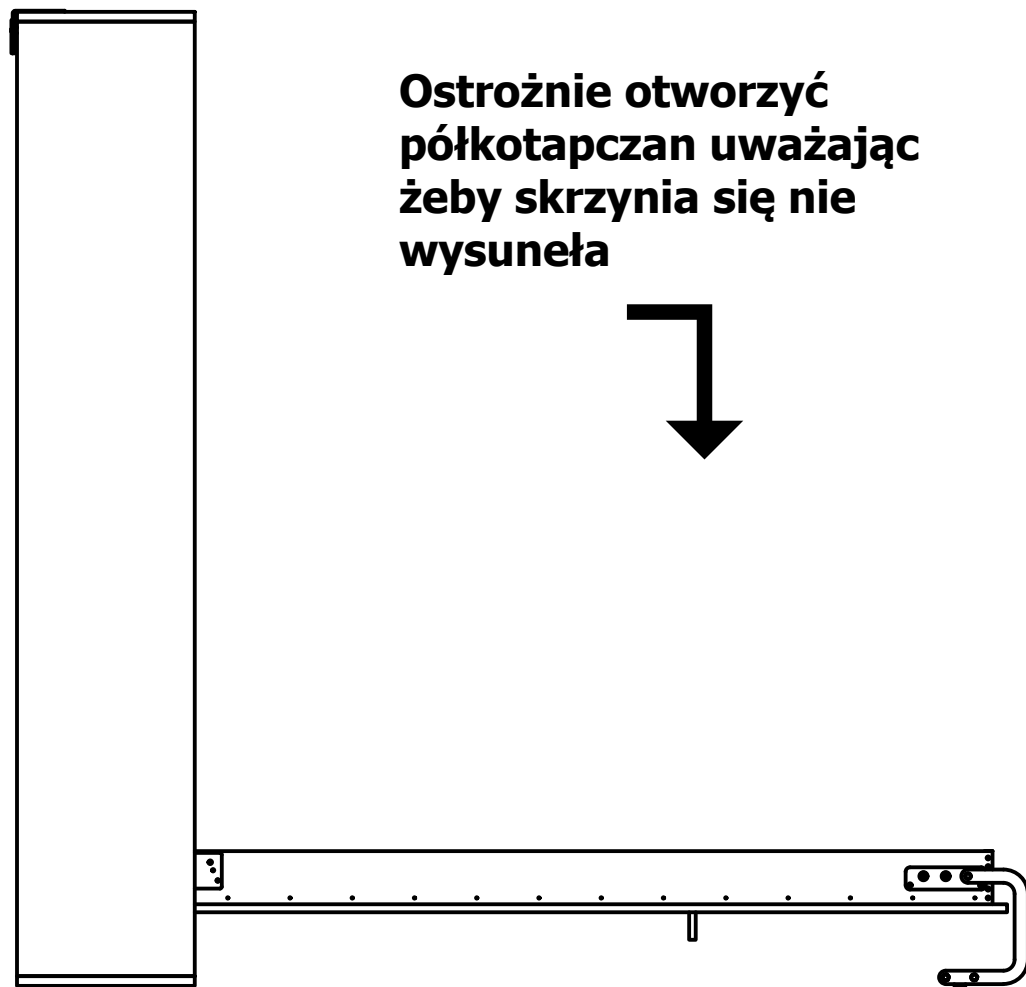 Ostrożnie otworzyć
półkotapczan uważając
żeby skrzynia się nie
wysuneła